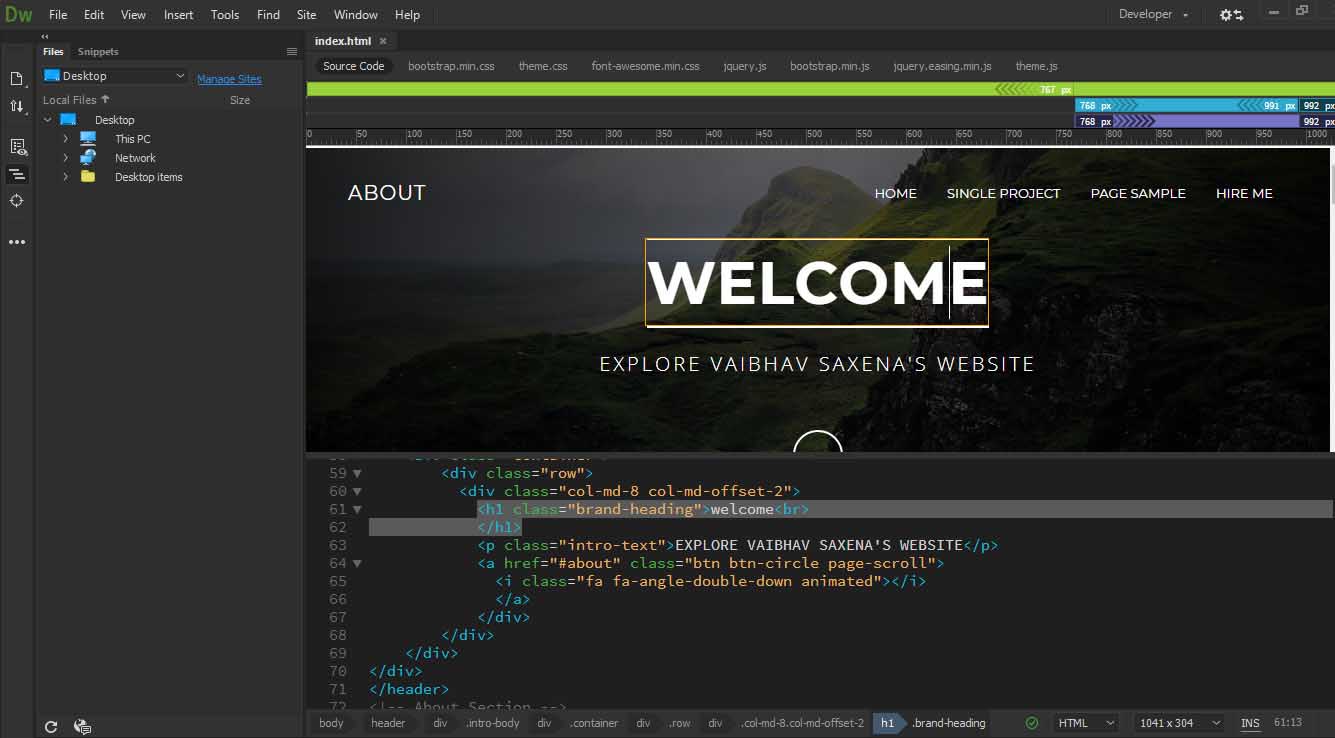 Dw File Edit View Insert Tools Find Site Window Help Developer
Files Snippets
index.html
Source Code bootstrap.min.css theme.css font-awesome.min.css jquery.js bootstrap.min.js jquery.easing.min.js theme.js
Desktop Manage Sites
Local Files Size
Desktop
This PC
Network
Desktop items
767 px
768 px 991 px 992 px
768 px 992 px
0 50 100 150 200 250 300 350 400 450 500 550 600 650 700 750 800 850 900 950 1000
ABOUT HOME SINGLE PROJECT PAGE SAMPLE HIRE ME
WELCOME
EXPLORE VAIBHAV SAXENA'S WEBSITE
59 <div class="row">
60 <div class="col-md-8 col-md-offset-2">
61 <h1 class="brand-heading">welcome<br>
62 </h1>
63 <p class="intro-text">EXPLORE VAIBHAV SAXENA'S WEBSITE</p>
64 <a href="#about" class="btn btn-circle page-scroll">
65 <i class="fa fa-angle-double-down animated"></i>
66 </a>
67 </div>
68 </div>
69 </div>
70 </div>
71 </header>
72 <!-- About Section -->
body header div .intro-body div .container div .row div .col-md-8.col-md-offset-2 h1 .brand-heading HTML 1041 x 304 INS 61:13